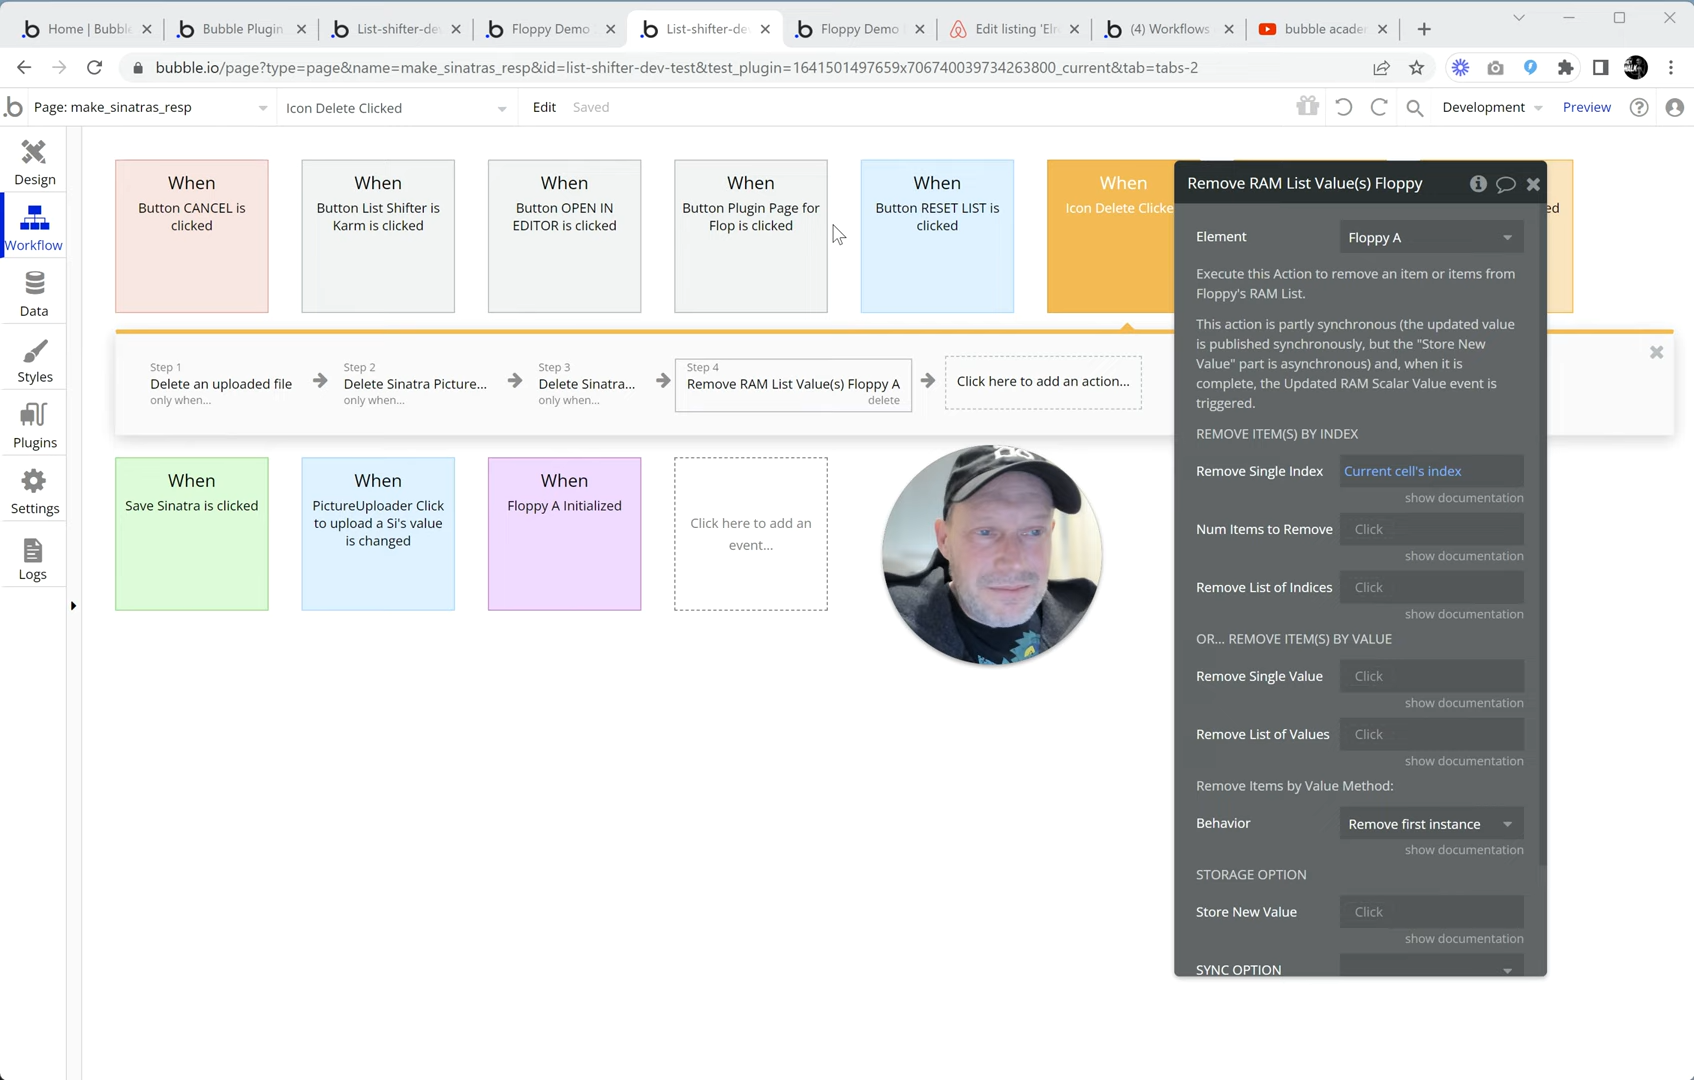 Home | Bubble
Bubble Plugin
List-shifter-de
Floppy Demo
List-shifter-de
Floppy Demo
Edit listing 'Elr
(4) Workflows
bubble acader
bubble.io/page?type=page&name=make_sinatras_resp&id=list-shifter-dev-test&test_plugin=1641501497659x706740039734263800_current&tab=tabs-2
Page: make_sinatras_resp
Icon Delete Clicked
Edit
Saved
Development
Preview
Design
Workflow
Data
Styles
Plugins
Settings
Logs
When
Button CANCEL is
clicked
When
Button List Shifter is
Karm is clicked
When
Button OPEN IN
EDITOR is clicked
When
Button Plugin Page for
Flop is clicked
When
Button RESET LIST is
clicked
When
Icon Delete Clicke
ed
Step 1
Delete an uploaded file
only when...
Step 2
Delete Sinatra Picture...
only when...
Step 3
Delete Sinatra...
only when...
Step 4
Remove RAM List Value(s) Floppy A
delete
Click here to add an action...
When
Save Sinatra is clicked
When
PictureUploader Click
to upload a Si's value
is changed
When
Floppy A Initialized
Click here to add an
event...
Remove RAM List Value(s) Floppy
Element
Floppy A
Execute this Action to remove an item or items from
Floppy's RAM List.
This action is partly synchronous (the updated value
is published synchronously, but the "Store New
Value" part is asynchronous) and, when it is
complete, the Updated RAM Scalar Value event is
triggered.
REMOVE ITEM(S) BY INDEX
Remove Single Index
Current cell's index
show documentation
Num Items to Remove
Click
show documentation
Remove List of Indices
Click
show documentation
OR... REMOVE ITEM(S) BY VALUE
Remove Single Value
Click
show documentation
Remove List of Values
Click
show documentation
Remove Items by Value Method:
Behavior
Remove first instance
show documentation
STORAGE OPTION
Store New Value
Click
show documentation
SYNC OPTION